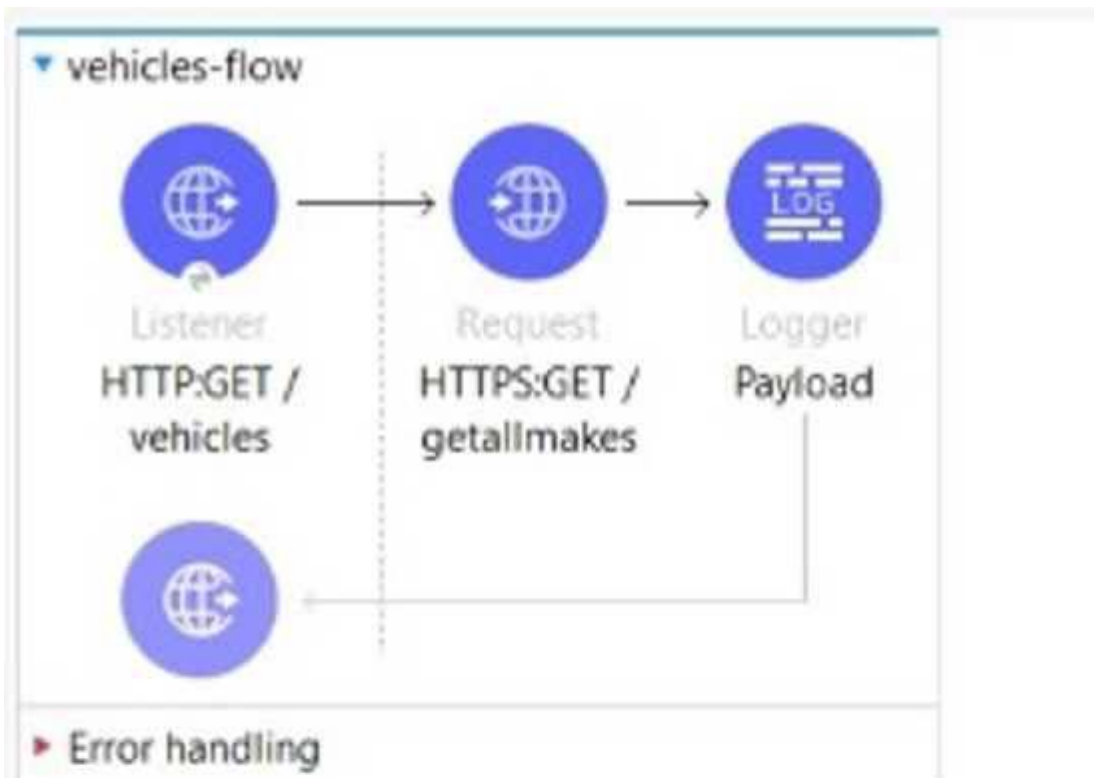 vehicles-flow
LOG
Listener
Request
Logger
HTTP:GET /
vehicles
HTTPS:GET /
getallmakes
Payload
Error handling